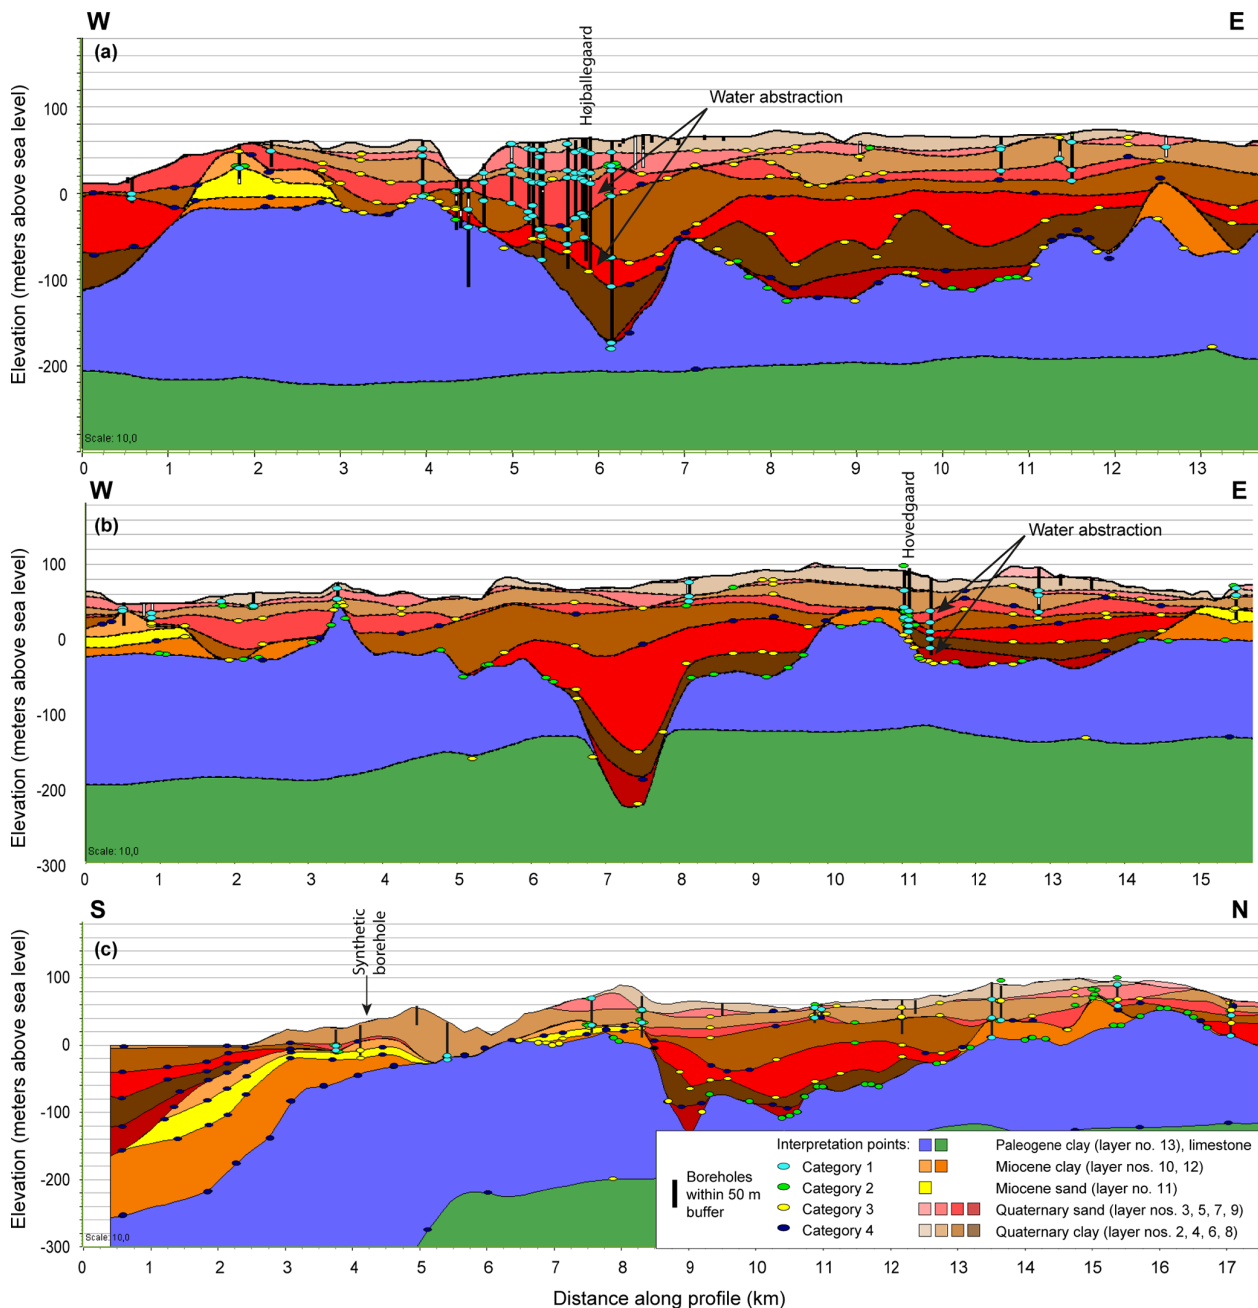 W
E
(a)
Højballegaard
Water abstraction
Elevation (meters above sea level)
100
0
-100
-200
Scale: 10,0
0 1 2 3 4 5 6 7 8 9 10 11 12 13
W
E
(b)
Hovedgaard
Water abstraction
Elevation (meters above sea level)
100
0
-100
-200
-300
Scale: 10,0
0 1 2 3 4 5 6 7 8 9 10 11 12 13 14 15
S
N
(c)
Synthetic
borehole
Elevation (meters above sea level)
100
0
-100
-200
-300
Scale: 10,0
0 1 2 3 4 5 6 7 8 9 10 11 12 13 14 15 16 17
Distance along profile (km)
Boreholes
within 50 m
buffer
Interpretation points:
Category 1
Category 2
Category 3
Category 4
Paleogene clay (layer no. 13), limestone
Miocene clay (layer nos. 10, 12)
Miocene sand (layer no. 11)
Quaternary sand (layer nos. 3, 5, 7, 9)
Quaternary clay (layer nos. 2, 4, 6, 8)